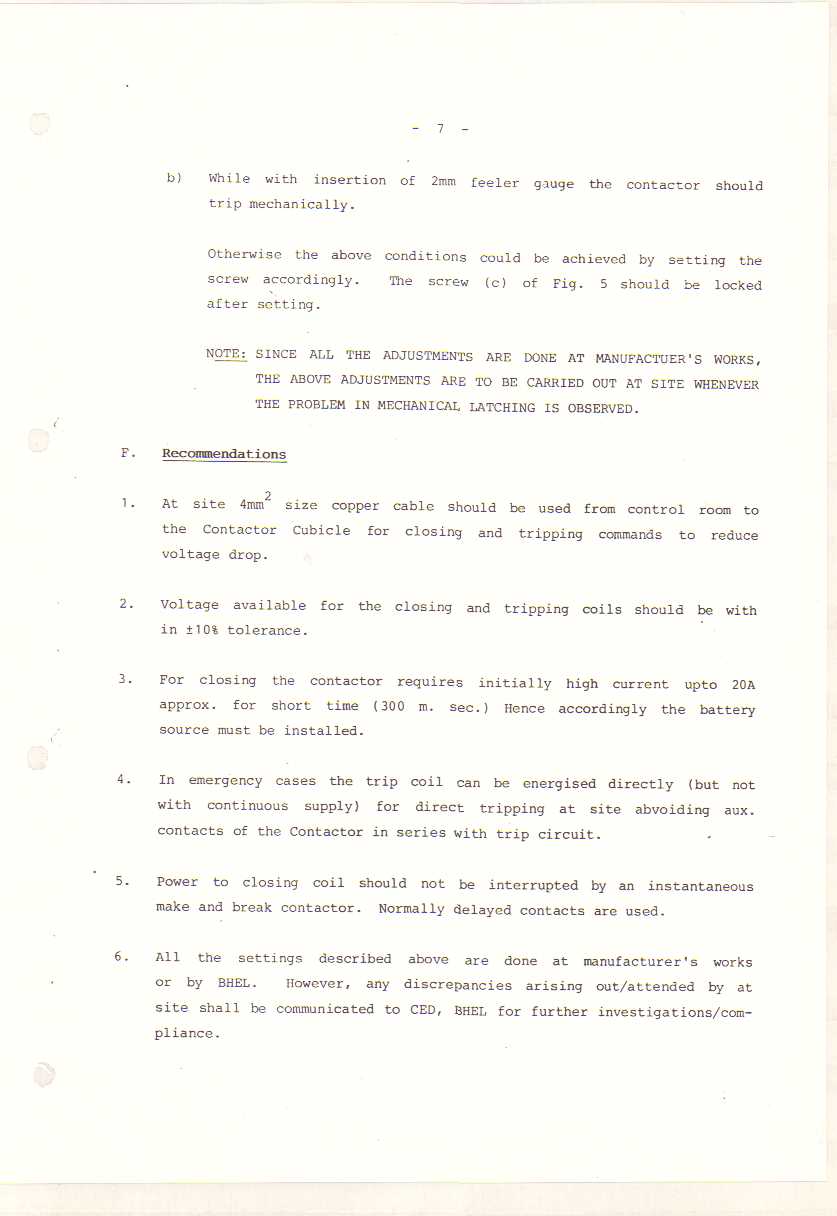 - 7 -
b) While with insertion of 2mm feeler gauge the contactor should
trip mechanically.
Otherwise the above conditions could be achieved by setting the
screw accordingly. The screw (c) of Fig. 5 should be locked
after setting.
NOTE: SINCE ALL THE ADJUSTMENTS ARE DONE AT MANUFACTUER'S WORKS,
THE ABOVE ADJUSTMENTS ARE TO BE CARRIED OUT AT SITE WHENEVER
THE PROBLEM IN MECHANICAL LATCHING IS OBSERVED.
F. Recommendations
1. At site 4mm² size copper cable should be used from control room to
the Contactor Cubicle for closing and tripping commands to reduce
voltage drop.
2. Voltage available for the closing and tripping coils should be with
in ±10% tolerance.
3. For closing the contactor requires initially high current upto 20A
approx. for short time (300 m. sec.) Hence accordingly the battery
source must be installed.
4. In emergency cases the trip coil can be energised directly (but not
with continuous supply) for direct tripping at site abvoiding aux.
contacts of the Contactor in series with trip circuit.
5. Power to closing coil should not be interrupted by an instantaneous
make and break contactor. Normally delayed contacts are used.
6. All the settings described above are done at manufacturer's works
or by BHEL. However, any discrepancies arising out/attended by at
site shall be communicated to CED, BHEL for further investigations/com-
pliance.